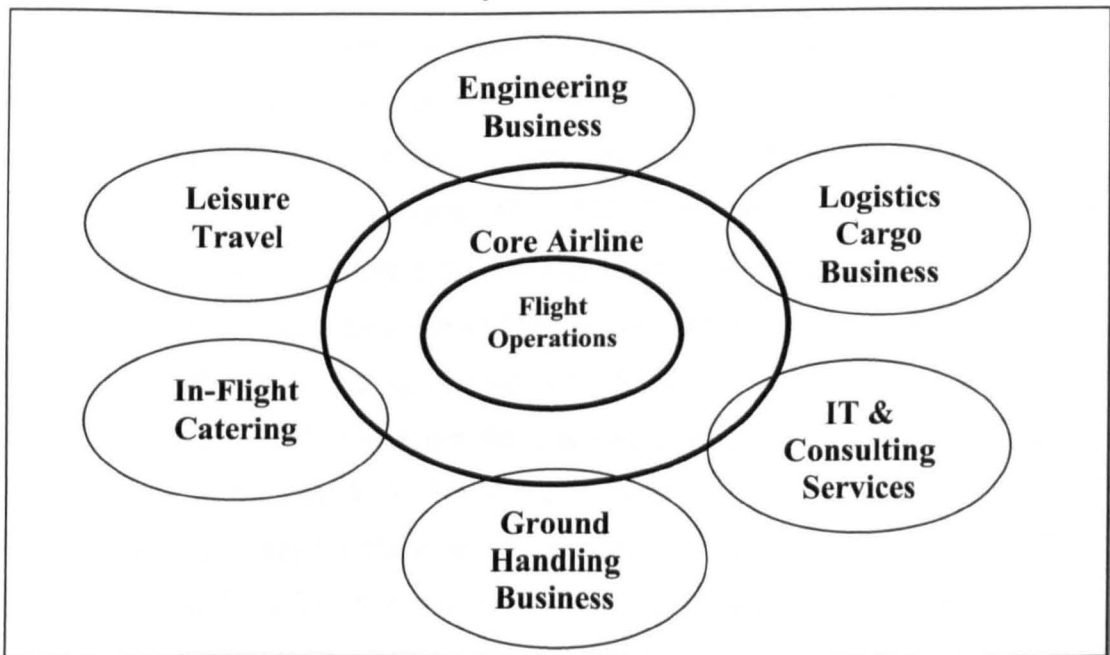 Engineering
Business
Leisure
Travel
Logistics
Cargo
Business
Core Airline
Flight
Operations
In-Flight
Catering
IT &
Consulting
Services
Ground
Handling
Business